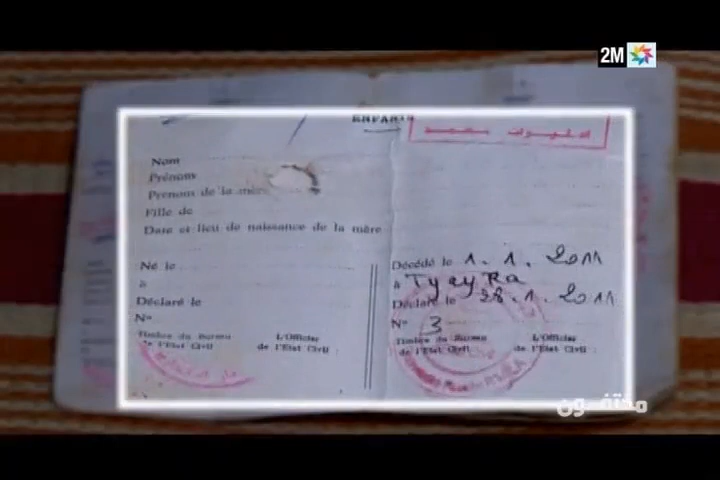 2M
ENFANTS
Nom
Prénoms
Prénoms de la mère
Fille de
Date et lieu de naissance de la mère
Né le
à
Déclaré le
N°
Timbre du Bureau
de l'Etat Civil
L'Officier
de l'Etat Civil :
Décédé le 1. 1. 2011
à
Déclaré le 28. 1. 2011
N° 3
Timbre du Bureau
de l'Etat Civil
L'Officier
de l'Etat Civil :
مختفون